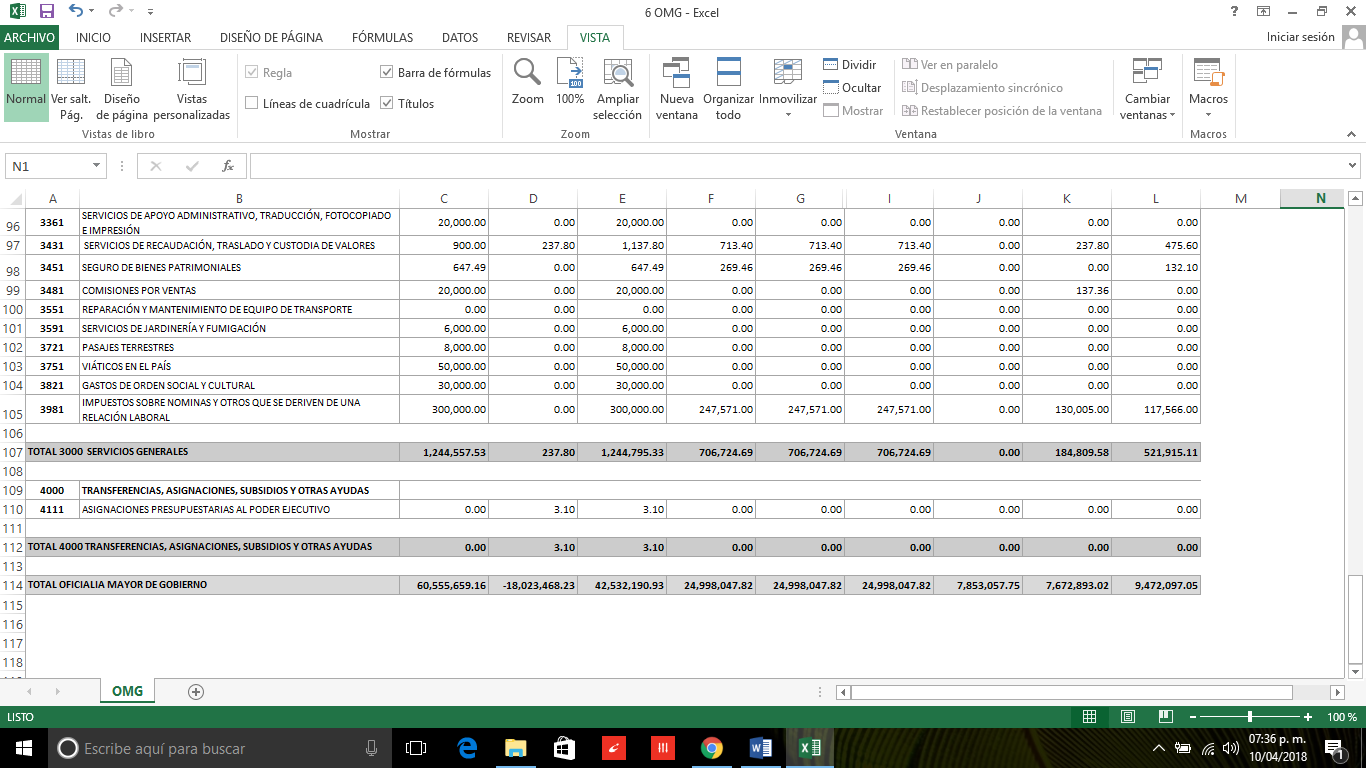 6 OMG - Excel
ARCHIVO INICIO INSERTAR DISEÑO DE PÁGINA FÓRMULAS DATOS REVISAR VISTA Iniciar sesión
Normal
Ver salt. Pág.
Diseño de página
Vistas personalizadas
Vistas de libro
Regla
Barra de fórmulas
Líneas de cuadrícula
Títulos
Mostrar
Zoom
100
100%
Ampliar selección
Zoom
Nueva ventana
Organizar todo
Inmovilizar
Dividir
Ocultar
Mostrar
Ver en paralelo
Desplazamiento sincrónico
Restablecer posición de la ventana
Ventana
Cambiar ventanas
Macros
Macros
N1
fx
A B C D E F G I J K L M N
96 3361 SERVICIOS DE APOYO ADMINISTRATIVO, TRADUCCIÓN, FOTOCOPIADO E IMPRESIÓN 20,000.00 0.00 20,000.00 0.00 0.00 0.00 0.00 0.00 0.00
97 3431 SERVICIOS DE RECAUDACIÓN, TRASLADO Y CUSTODIA DE VALORES 900.00 237.80 1,137.80 713.40 713.40 713.40 0.00 237.80 475.60
98 3451 SEGURO DE BIENES PATRIMONIALES 647.49 0.00 647.49 269.46 269.46 269.46 0.00 0.00 132.10
99 3481 COMISIONES POR VENTAS 20,000.00 0.00 20,000.00 0.00 0.00 0.00 0.00 137.36 0.00
100 3551 REPARACIÓN Y MANTENIMIENTO DE EQUIPO DE TRANSPORTE 0.00 0.00 0.00 0.00 0.00 0.00 0.00 0.00 0.00
101 3591 SERVICIOS DE JARDINERÍA Y FUMIGACIÓN 6,000.00 0.00 6,000.00 0.00 0.00 0.00 0.00 0.00 0.00
102 3721 PASAJES TERRESTRES 8,000.00 0.00 8,000.00 0.00 0.00 0.00 0.00 0.00 0.00
103 3751 VIÁTICOS EN EL PAÍS 50,000.00 0.00 50,000.00 0.00 0.00 0.00 0.00 0.00 0.00
104 3821 GASTOS DE ORDEN SOCIAL Y CULTURAL 30,000.00 0.00 30,000.00 0.00 0.00 0.00 0.00 0.00 0.00
105 3981 IMPUESTOS SOBRE NOMINAS Y OTROS QUE SE DERIVEN DE UNA RELACIÓN LABORAL 300,000.00 0.00 300,000.00 247,571.00 247,571.00 247,571.00 0.00 130,005.00 117,566.00
106
107 TOTAL 3000 SERVICIOS GENERALES 1,244,557.53 237.80 1,244,795.33 706,724.69 706,724.69 706,724.69 0.00 184,809.58 521,915.11
108
109 4000 TRANSFERENCIAS, ASIGNACIONES, SUBSIDIOS Y OTRAS AYUDAS
110 4111 ASIGNACIONES PRESUPUESTARIAS AL PODER EJECUTIVO 0.00 3.10 3.10 0.00 0.00 0.00 0.00 0.00 0.00
111
112 TOTAL 4000 TRANSFERENCIAS, ASIGNACIONES, SUBSIDIOS Y OTRAS AYUDAS 0.00 3.10 3.10 0.00 0.00 0.00 0.00 0.00 0.00
113
114 TOTAL OFICIALIA MAYOR DE GOBIERNO 60,555,659.16 -18,023,468.23 42,532,190.93 24,998,047.82 24,998,047.82 24,998,047.82 7,853,057.75 7,672,893.02 9,472,097.05
115
116
117
118
OMG
LISTO
100 %
Escribe aquí para buscar
07:36 p. m.
10/04/2018
1